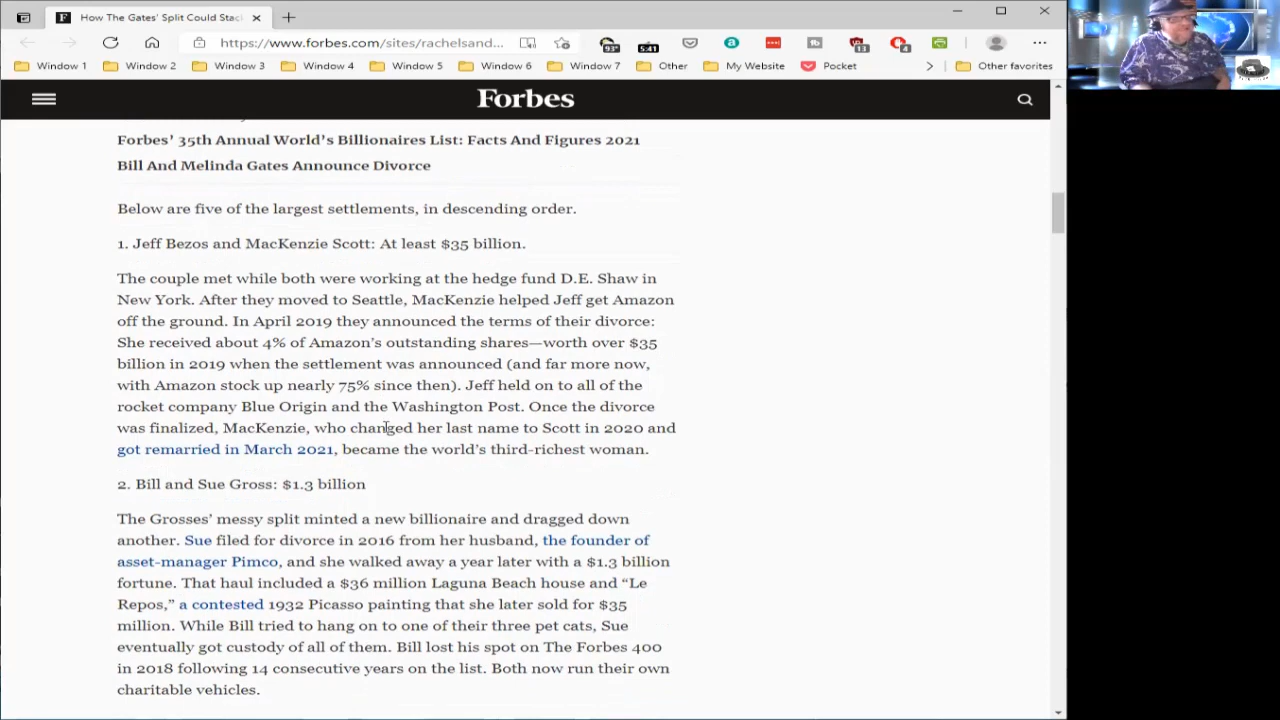 How The Gates' Split Could Stac
https://www.forbes.com/sites/rachelsand...
93°
5:41
13
4
Window 1
Window 2
Window 3
Window 4
Window 5
Window 6
Window 7
Other
My Website
Pocket
Other favorites
Forbes
Forbes' 35th Annual World's Billionaires List: Facts And Figures 2021
Bill And Melinda Gates Announce Divorce
Below are five of the largest settlements, in descending order.
1. Jeff Bezos and MacKenzie Scott: At least $35 billion.
The couple met while both were working at the hedge fund D.E. Shaw in
New York. After they moved to Seattle, MacKenzie helped Jeff get Amazon
off the ground. In April 2019 they announced the terms of their divorce:
She received about 4% of Amazon's outstanding shares—worth over $35
billion in 2019 when the settlement was announced (and far more now,
with Amazon stock up nearly 75% since then). Jeff held on to all of the
rocket company Blue Origin and the Washington Post. Once the divorce
was finalized, MacKenzie, who changed her last name to Scott in 2020 and
got remarried in March 2021, became the world's third-richest woman.
2. Bill and Sue Gross: $1.3 billion
The Grosses' messy split minted a new billionaire and dragged down
another. Sue filed for divorce in 2016 from her husband, the founder of
asset-manager Pimco, and she walked away a year later with a $1.3 billion
fortune. That haul included a $36 million Laguna Beach house and “Le
Repos,” a contested 1932 Picasso painting that she later sold for $35
million. While Bill tried to hang on to one of their three pet cats, Sue
eventually got custody of all of them. Bill lost his spot on The Forbes 400
in 2018 following 14 consecutive years on the list. Both now run their own
charitable vehicles.